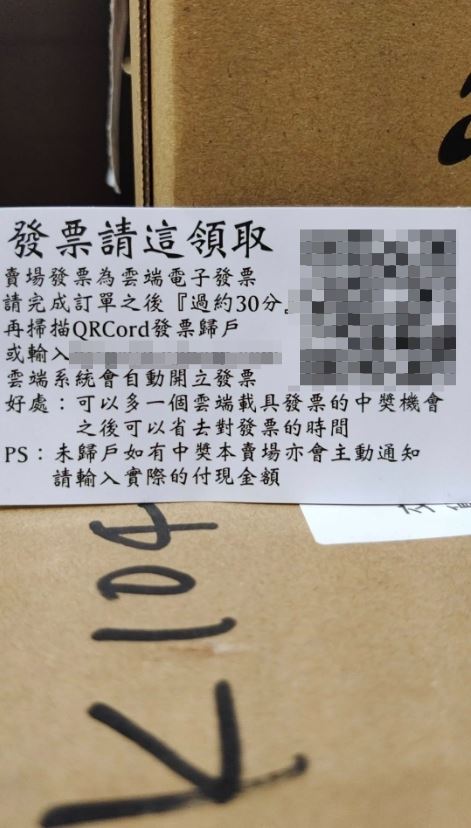 發票請這領取
賣場發票為雲端電子發票
請完成訂單之後『過約30分』
再掃描QRCord發票歸戶
或輸入
雲端系統會自動開立發票
好處：可以多一個雲端載具發票的中獎機會
之後可以省去對發票的時間
PS：未歸戶如有中獎本賣場亦會主動通知
請輸入實際的付現金額
K104